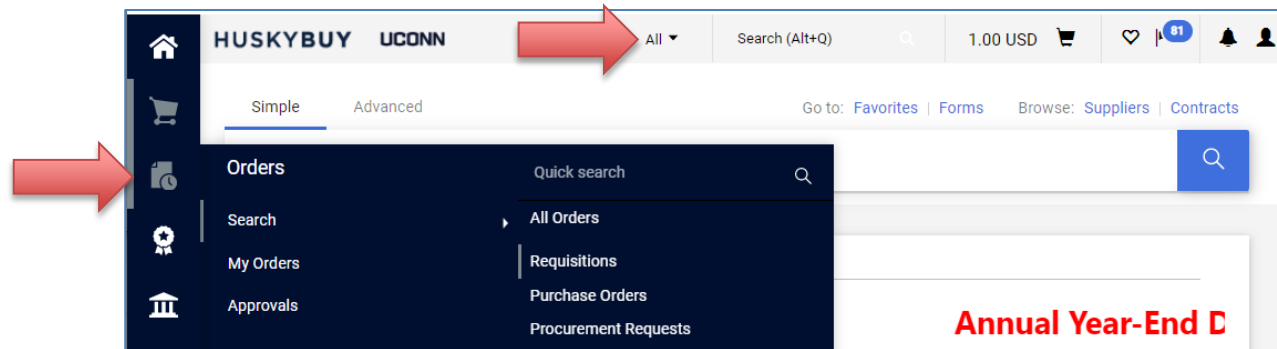 HUSKYBUY UCONN All Search (Alt+Q) 1.00 USD 81
Simple Advanced Go to: Favorites | Forms Browse: Suppliers | Contracts
Orders Quick search
Search All Orders
My Orders Requisitions
Approvals Purchase Orders
Procurement Requests
Annual Year-End D